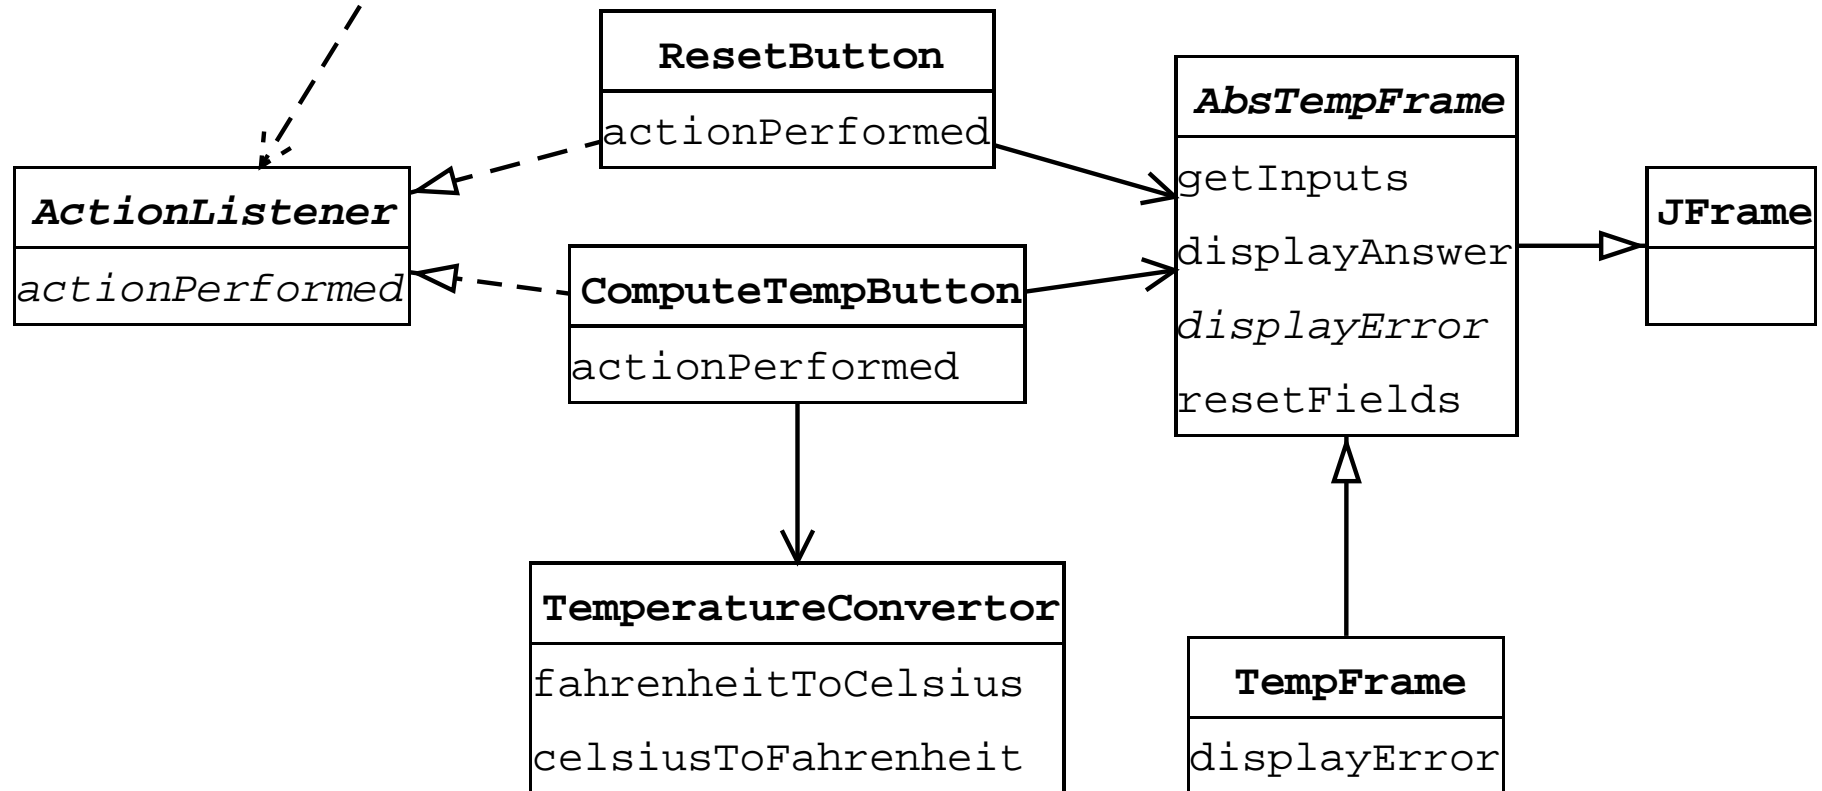 ResetButton
actionPerformed
AbsTempFrame
getInputs
displayAnswer
displayError
resetFields
JFrame
ActionListener
actionPerformed
ComputeTempButton
actionPerformed
TemperatureConvertor
fahrenheitToCelsius
celsiusToFahrenheit
TempFrame
displayError